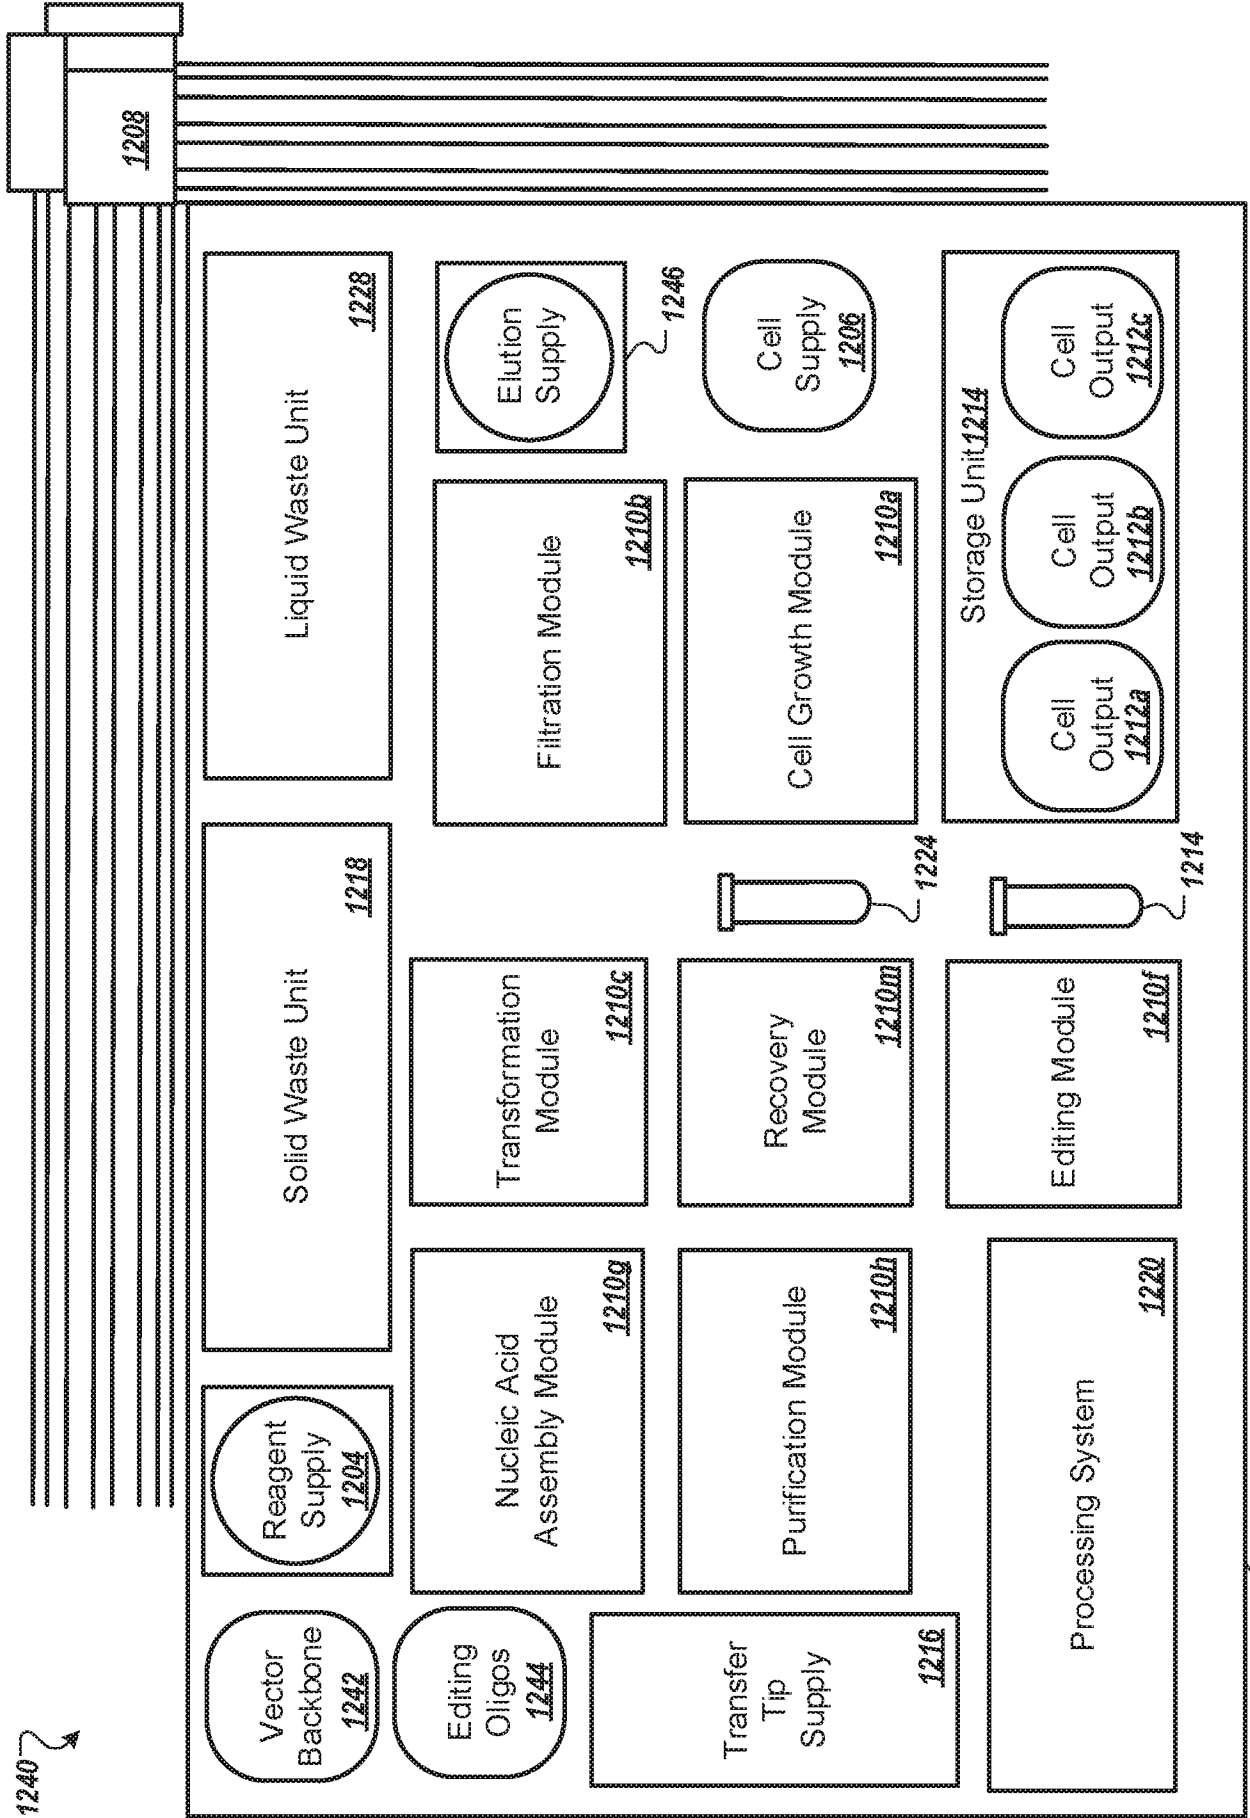 1240
1208
Vector
Backbone
1242
Reagent
Supply
1204
Solid Waste Unit
1218
Liquid Waste Unit
1228
Editing
Oligos
1244
Nucleic Acid
Assembly Module
1210g
Transformation
Module
1210c
Filtration Module
1210b
Elution
Supply
1246
Transfer
Tip
Supply
1216
Purification Module
1210h
Recovery
Module
1210m
1224
Cell Growth Module
1210a
Cell
Supply
1206
Processing System
1220
Editing Module
1210f
1214
Storage Unit 1214
Cell
Output
1212a
Cell
Output
1212b
Cell
Output
1212c